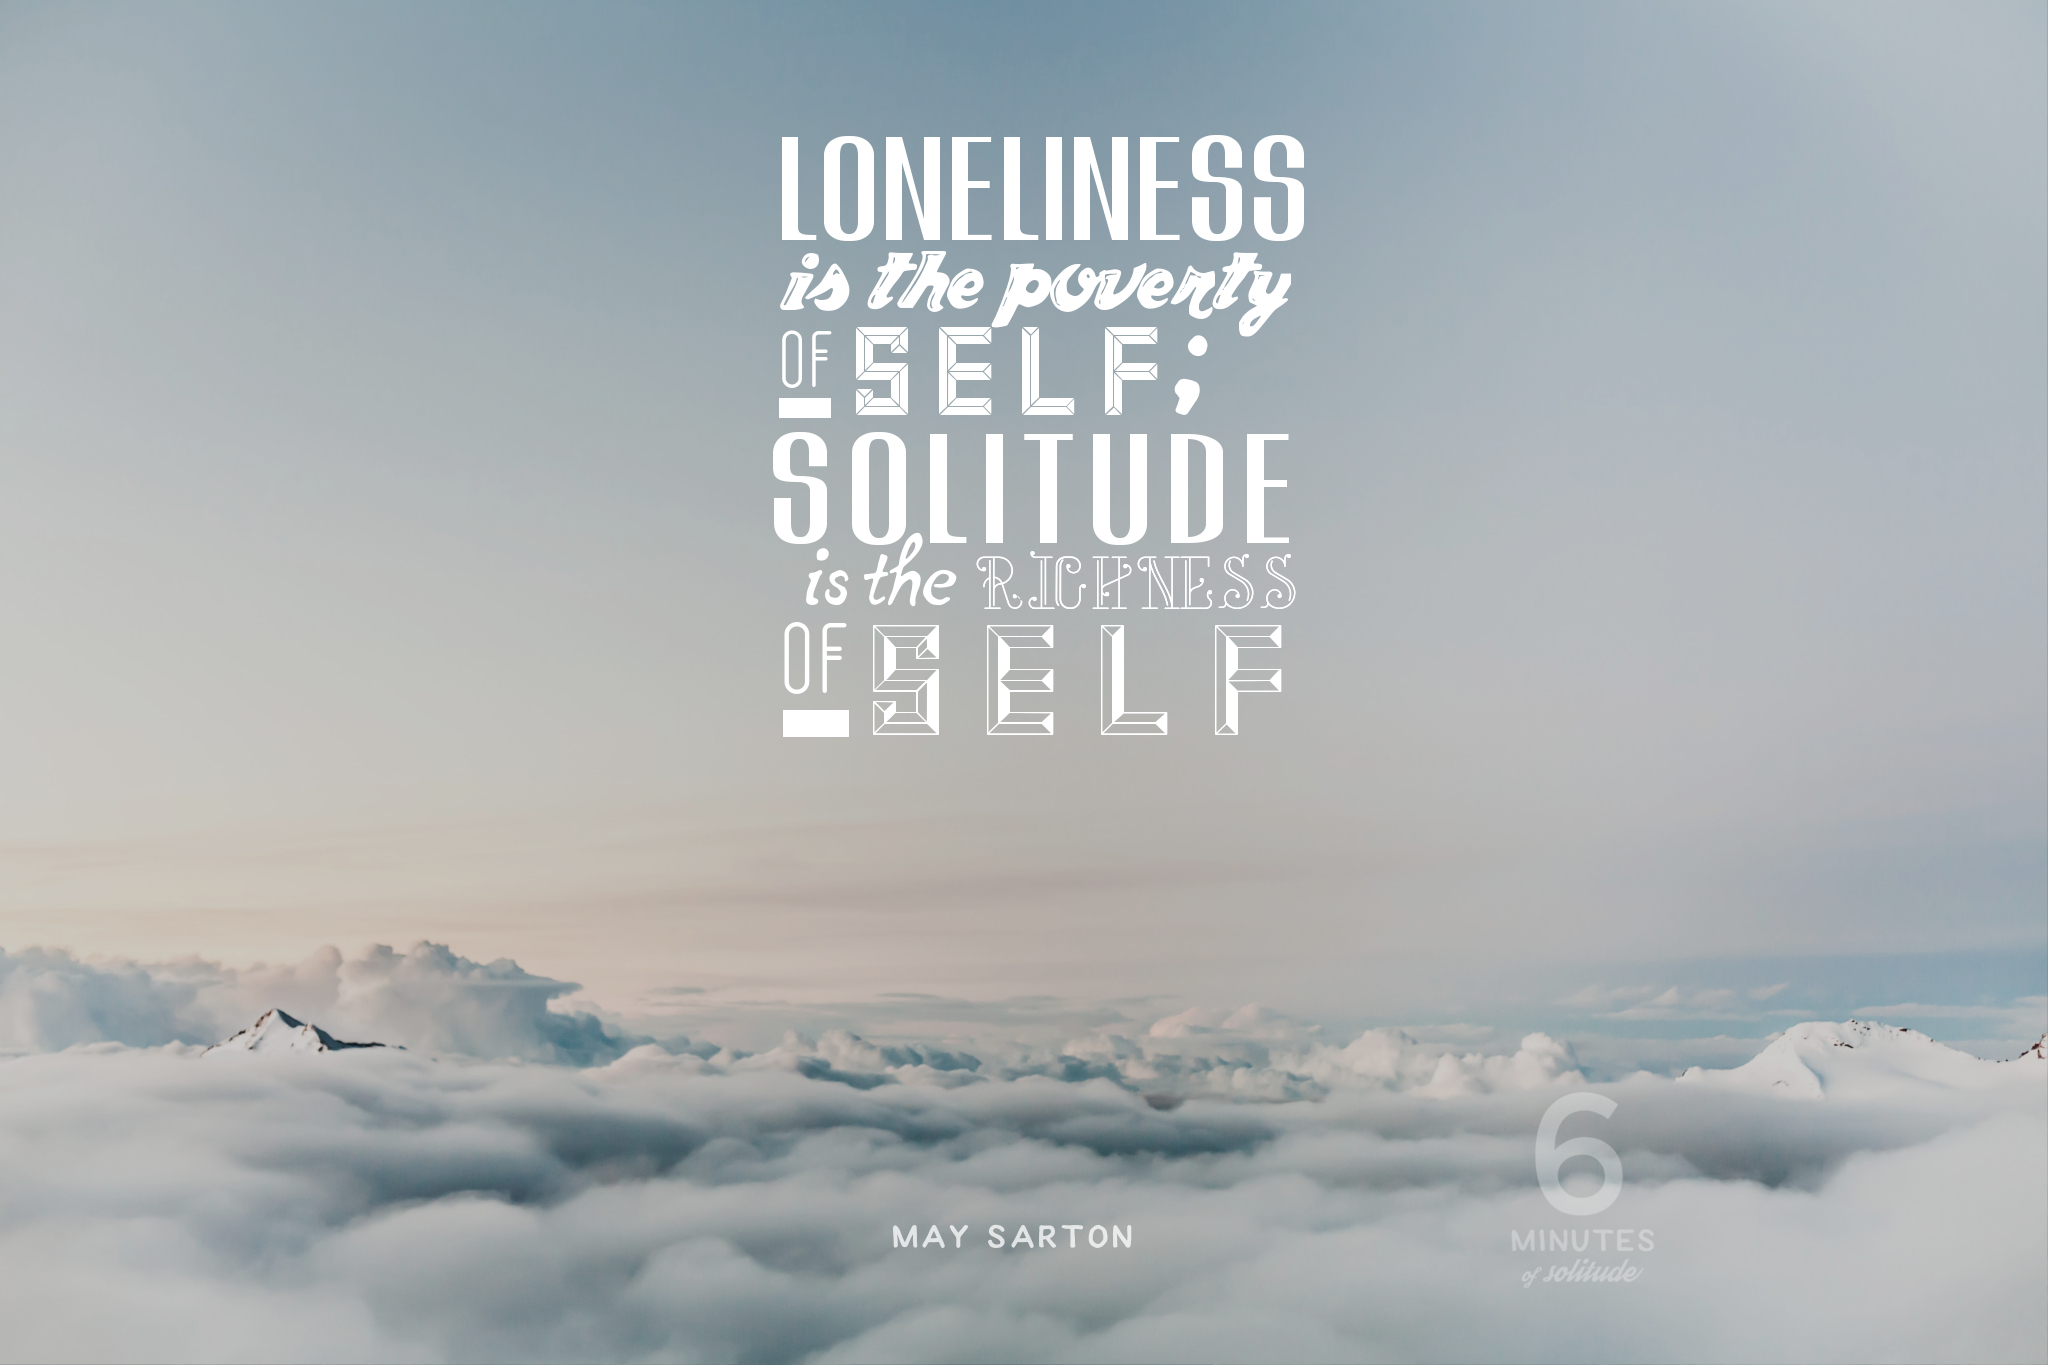 LONELINESS
is the poverty
OF SELF;
SOLITUDE
is the RICHNESS
OF SELF
MAY SARTON
6
MINUTES
of solitude